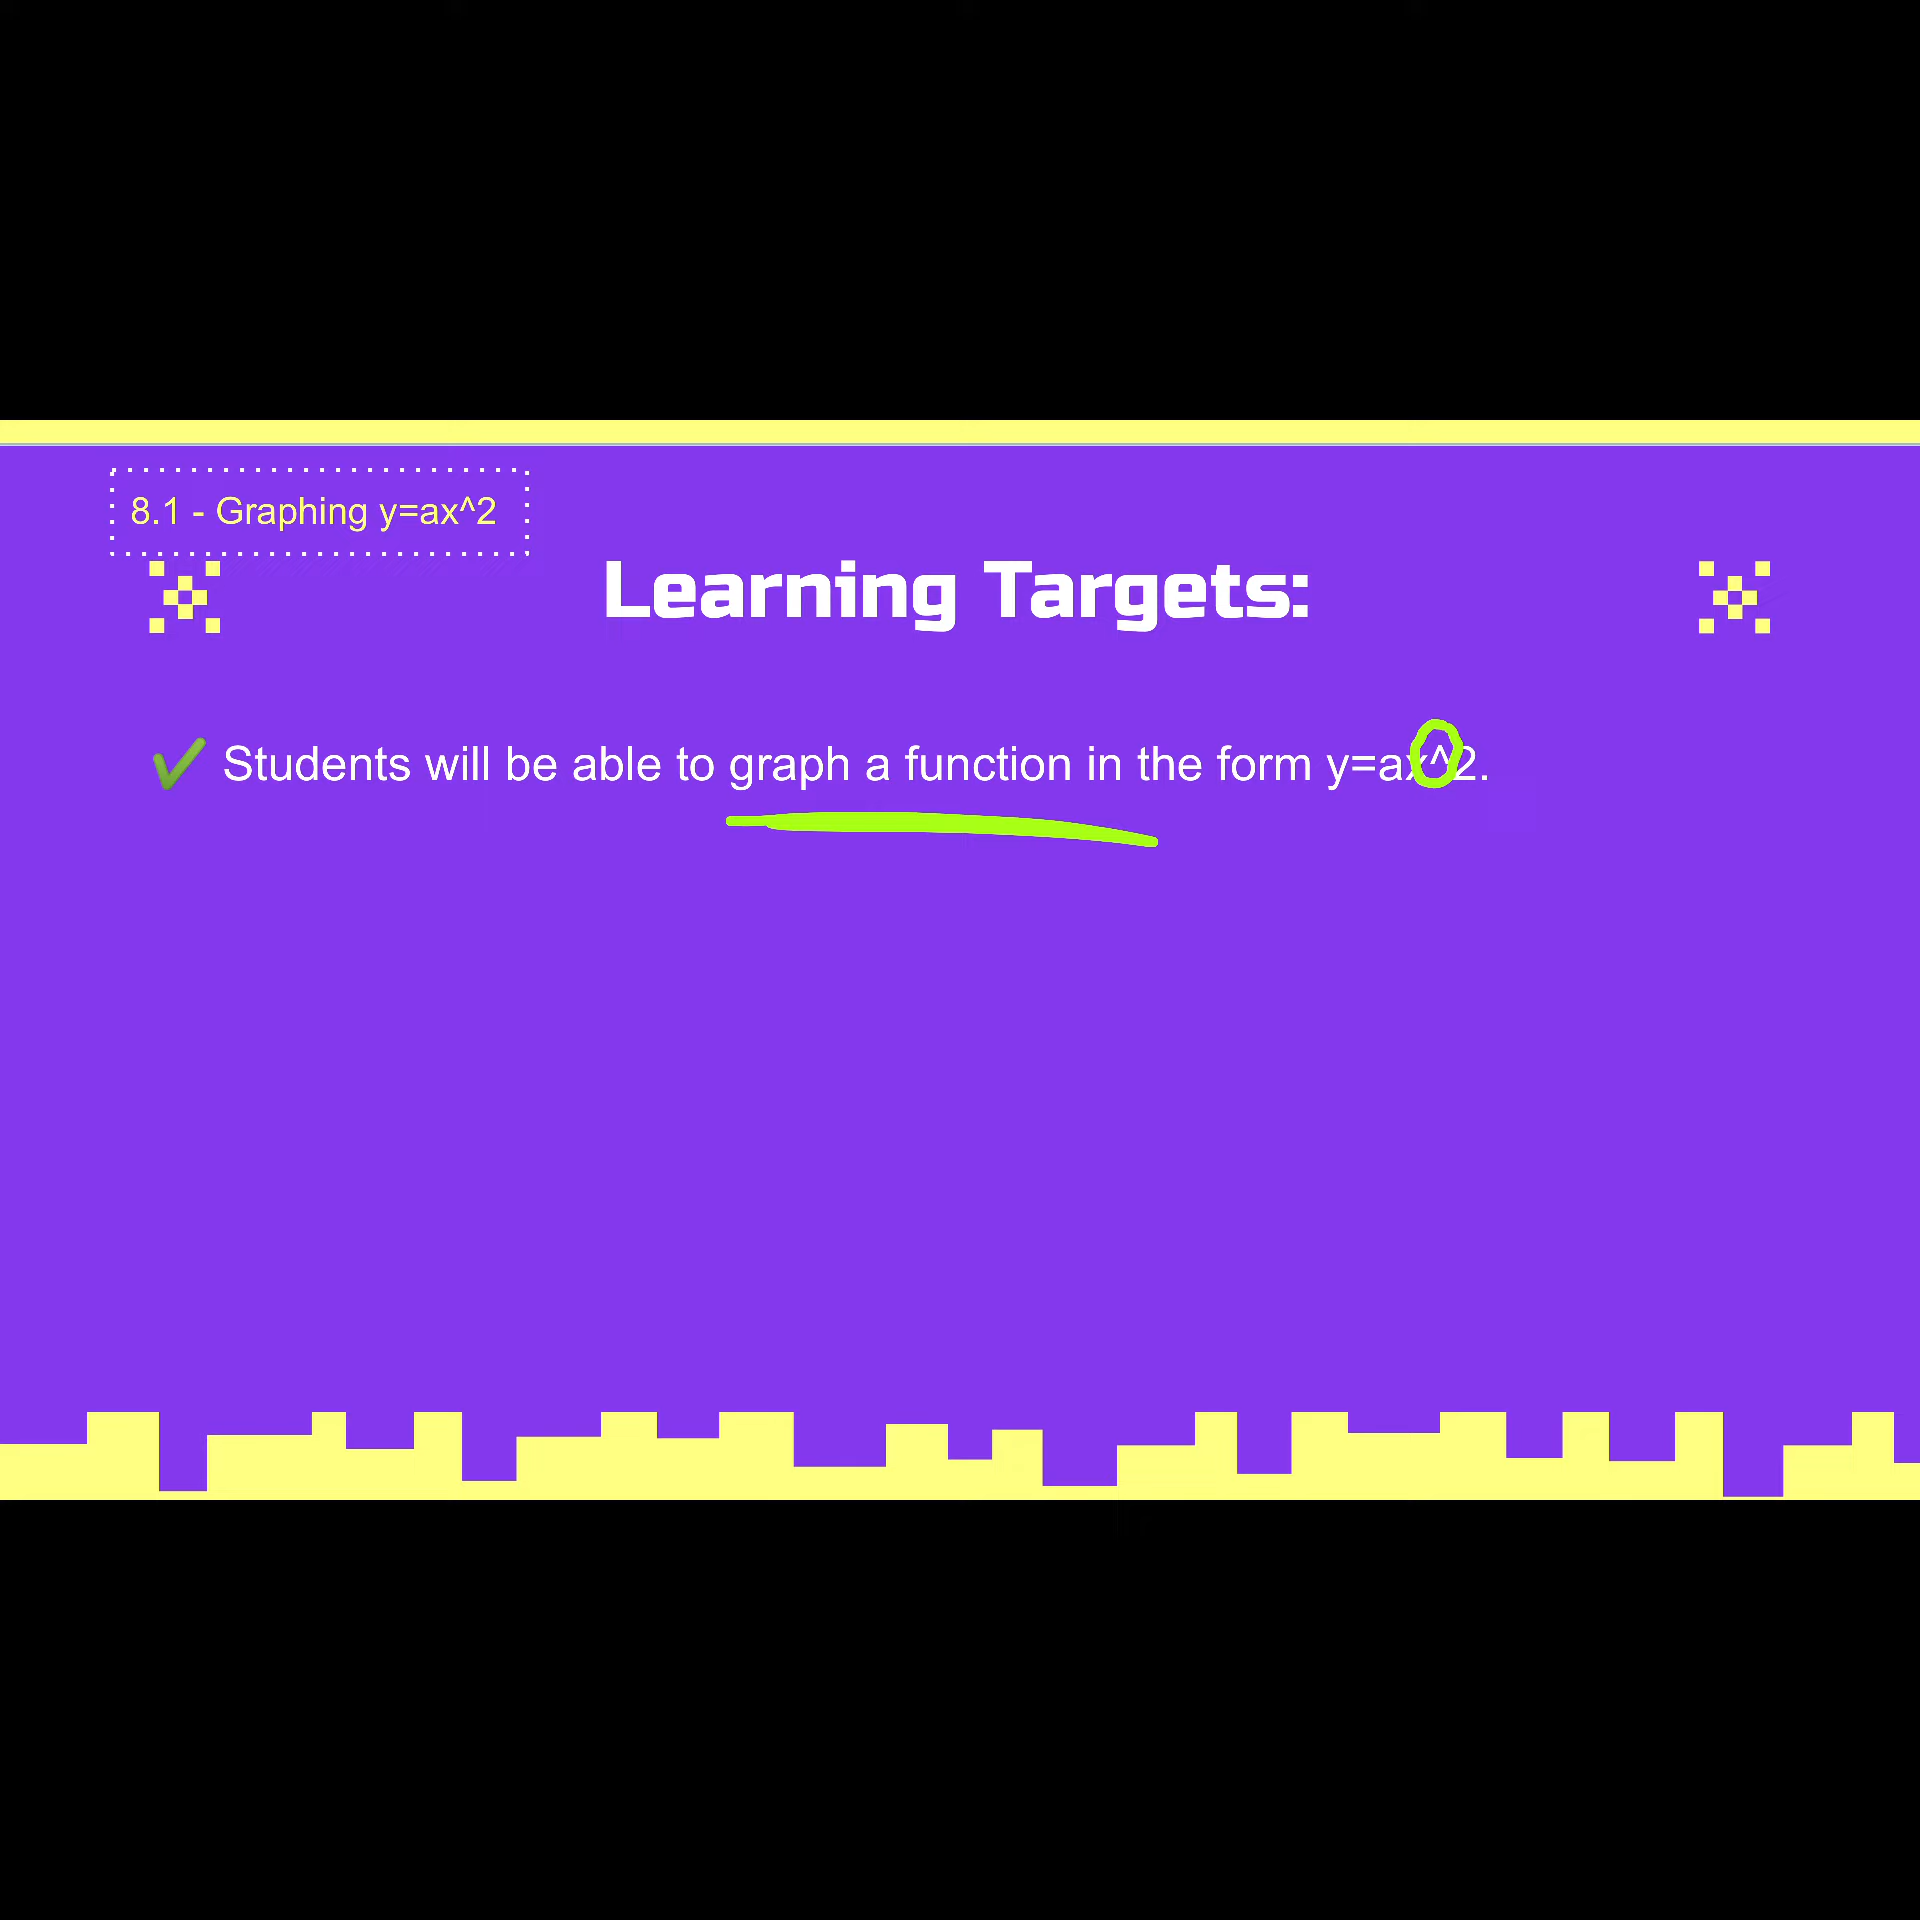 8.1 - Graphing y=ax^2
Learning Targets:
✔ Students will be able to graph a function in the form y=ax^2.